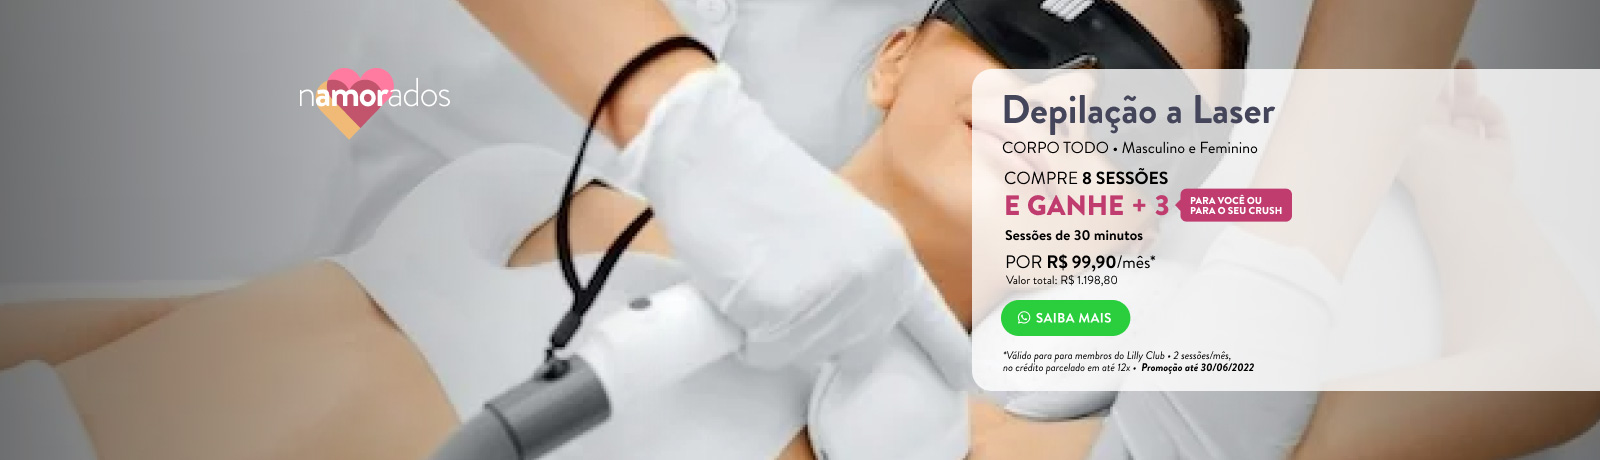 namorados
Depilação a Laser
CORPO TODO • Masculino e Feminino
COMPRE 8 SESSÕES
E GANHE + 3
PARA VOCÊ OU
PARA O SEU CRUSH
Sessões de 30 minutos
POR R$ 99,90/mês*
Valor total: R$ 1.198,80
SAIBA MAIS
*Válido para para membros do Lilly Club • 2 sessões/mês,
no crédito parcelado em até 12x • Promoção até 30/06/2022